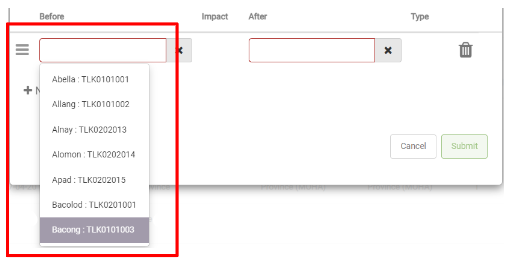 Before Impact After Type
Abella : TLK0101001
Allang : TLK0101002
+ N
Alnay : TLK0202013
Alomon : TLK0202014
Cancel Submit
Apad : TLK0202015
Bacolod : TLK0201001
Bacong : TLK0101003